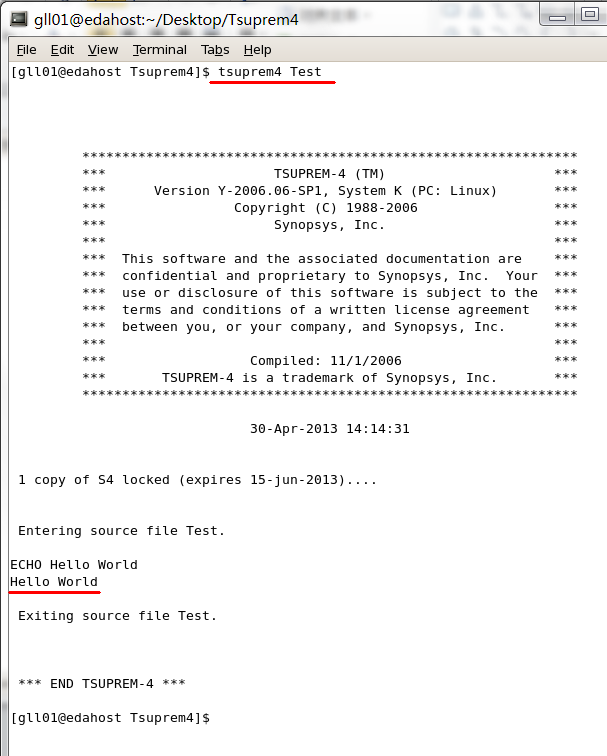 gll01@edahost:~/Desktop/Tsuprem4
File Edit View Terminal Tabs Help
[gll01@edahost Tsuprem4]$ tsuprem4 Test
**************************************************************
*** TSUPREM-4 (TM) ***
*** Version Y-2006.06-SP1, System K (PC: Linux) ***
*** Copyright (C) 1988-2006 ***
*** Synopsys, Inc. ***
*** ***
*** This software and the associated documentation are ***
*** confidential and proprietary to Synopsys, Inc. Your ***
*** use or disclosure of this software is subject to the ***
*** terms and conditions of a written license agreement ***
*** between you, or your company, and Synopsys, Inc. ***
*** ***
*** Compiled: 11/1/2006 ***
*** TSUPREM-4 is a trademark of Synopsys, Inc. ***
**************************************************************
30-Apr-2013 14:14:31
1 copy of S4 locked (expires 15-jun-2013)....
Entering source file Test.
ECHO Hello World
Hello World
Exiting source file Test.
*** END TSUPREM-4 ***
[gll01@edahost Tsuprem4]$